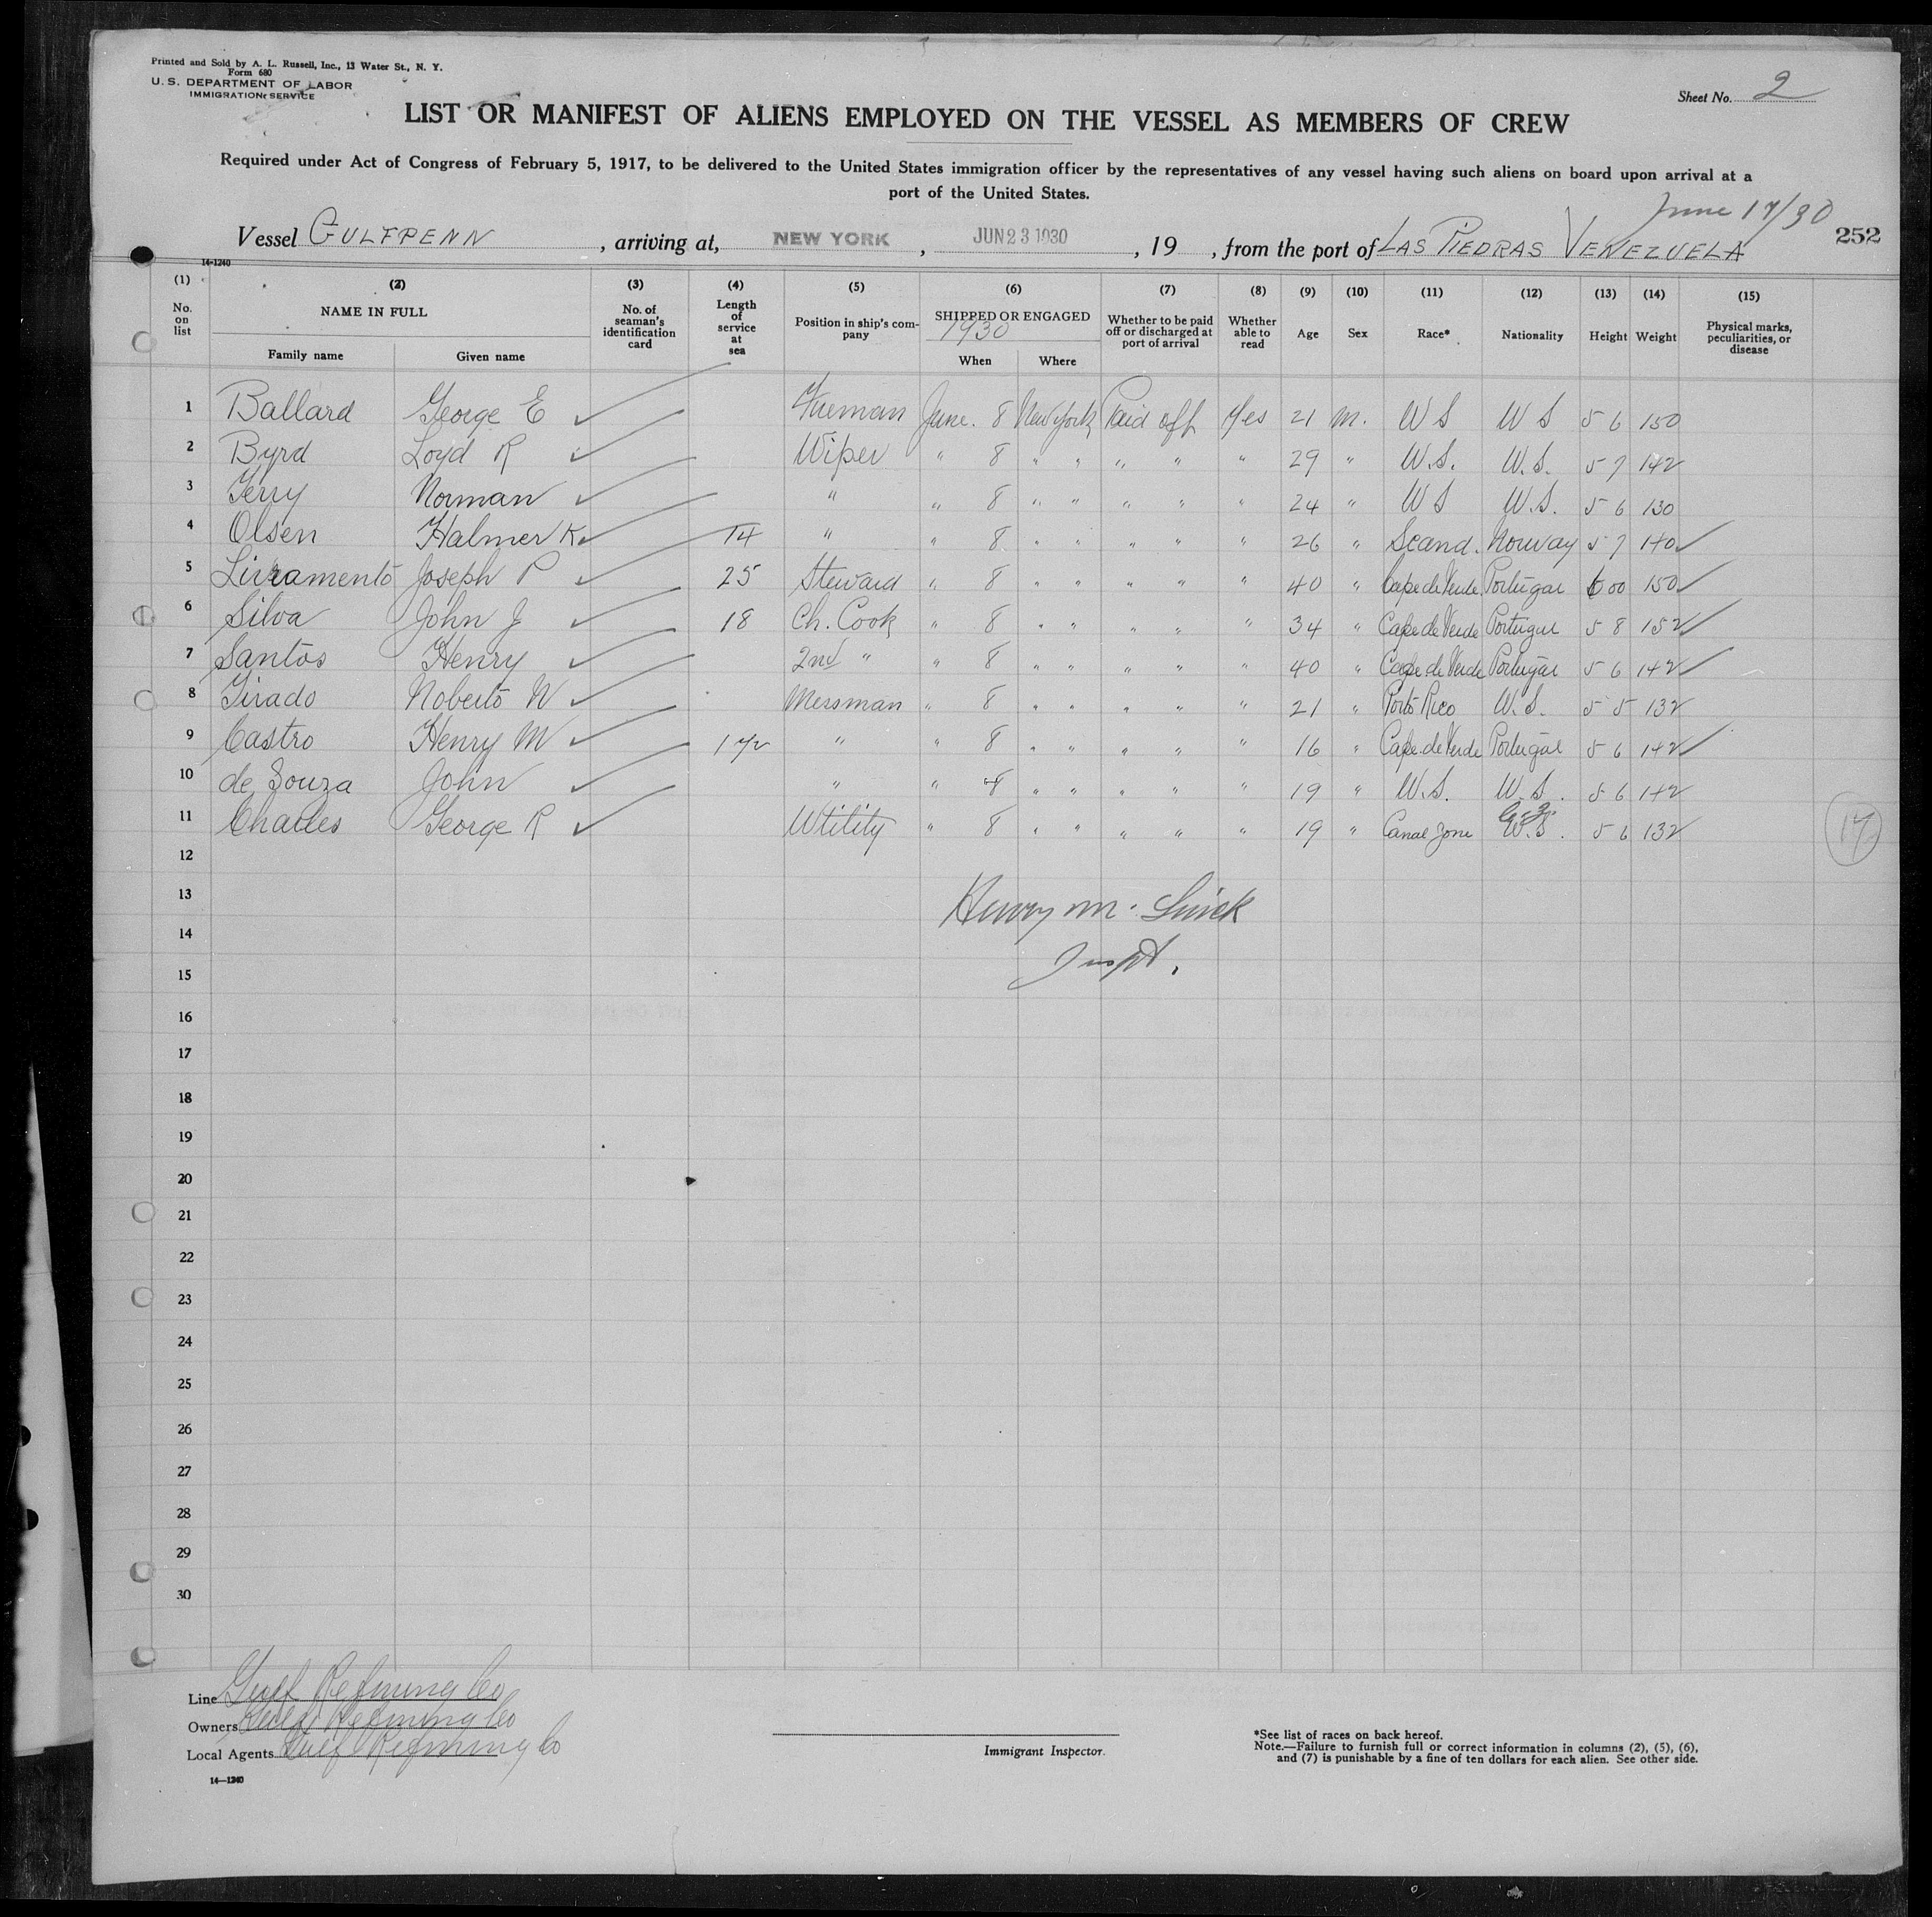 Printed and Sold by A. L. Russell, Inc., 13 Water St., N. Y.
Form 680
U. S. DEPARTMENT OF LABOR
IMMIGRATION SERVICE
Sheet No. 2
LIST OR MANIFEST OF ALIENS EMPLOYED ON THE VESSEL AS MEMBERS OF CREW
Required under Act of Congress of February 5, 1917, to be delivered to the United States immigration officer by the representatives of any vessel having such aliens on board upon arrival at a
port of the United States.
June 17/30
Vessel GULFPENN, arriving at, NEW YORK, JUN 23 1930, 19, from the port of LAS PIEDRAS VENEZUELA 252
14-1240
(1) (2) (3) (4) (5) (6) (7) (8) (9) (10) (11) (12) (13) (14) (15)
No. on list NAME IN FULL Family name Given name No. of seaman's identification card Length of service at sea Position in ship's company SHIPPED OR ENGAGED 1930 When Where Whether to be paid off or discharged at port of arrival Whether able to read Age Sex Race* Nationality Height Weight Physical marks, peculiarities, or disease
1 Ballard George E ✓ Fireman June. 8 New York Paid off Yes 21 M. U S U S 5 6 150
2 Byrd Loyd R ✓ Wiper " 8 " " " " " 29 " U.S. U.S. 5 7 142
3 Terry Norman ✓ " " 8 " " " " " 24 " U S U.S. 5 6 130
4 Olsen Halmer K ✓ 14 " " 8 " " " " " 26 " Scand. Norway 5 7 140 ✓
5 Livramento Joseph P ✓ 25 Steward " 8 " " " " " 40 " Cape de Verde Portugal 6 00 150 ✓
6 Silva John J ✓ 18 Ch. Cook " 8 " " " " " 34 " Cape de Verde Portugal 5 8 152 ✓
7 Santos Henry ✓ 2nd " " 8 " " " " " 40 " Cape de Verde Portugal 5 6 142 ✓
8 Tirado Noberto N ✓ Messman " 8 " " " " " 21 " Porto Rico U.S. 5 5 132
9 Castro Henry M ✓ 1 1/2 " " 8 " " " " " 16 " Cape de Verde Portugal 5 6 142 ✓
10 de Souza John ✓ " " 8 " " " " " 19 " U.S. U.S. 5 6 142
11 Charles George R ✓ Utility " 8 " " " " " 19 " Canal Zone U.S. 5 6 132
17
12
13
Henry M.
14
15
Inspt.
16
17
18
19
20
21
22
23
24
25
26
27
28
29
30
Line Gulf Refining Co
Owners Gulf Refining Co
Local Agents Gulf Refining Co
Immigrant Inspector.
*See list of races on back hereof.
Note.—Failure to furnish full or correct information in columns (2), (5), (6),
and (7) is punishable by a fine of ten dollars for each alien. See other side.
14—1240